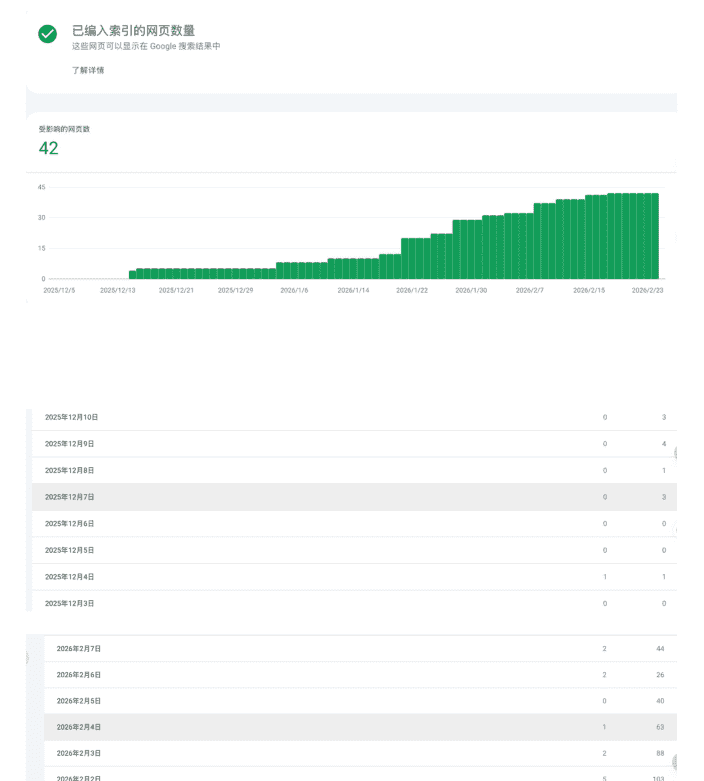 已编入索引的网页数量
这些网页可以显示在 Google 搜索结果中
了解详情
受影响的网页数
42
45
30
15
0
2025/12/5 2025/12/13 2025/12/21 2025/12/29 2026/1/6 2026/1/14 2026/1/22 2026/1/30 2026/2/7 2026/2/15 2026/2/23
2025年12月10日 0 3
2025年12月9日 0 4
2025年12月8日 0 1
2025年12月7日 0 3
2025年12月6日 0 0
2025年12月5日 0 0
2025年12月4日 1 1
2025年12月3日 0 0
2026年2月7日 2 44
2026年2月6日 2 26
2026年2月5日 0 40
2026年2月4日 1 63
2026年2月3日 2 88
2026年2月2日 5 103